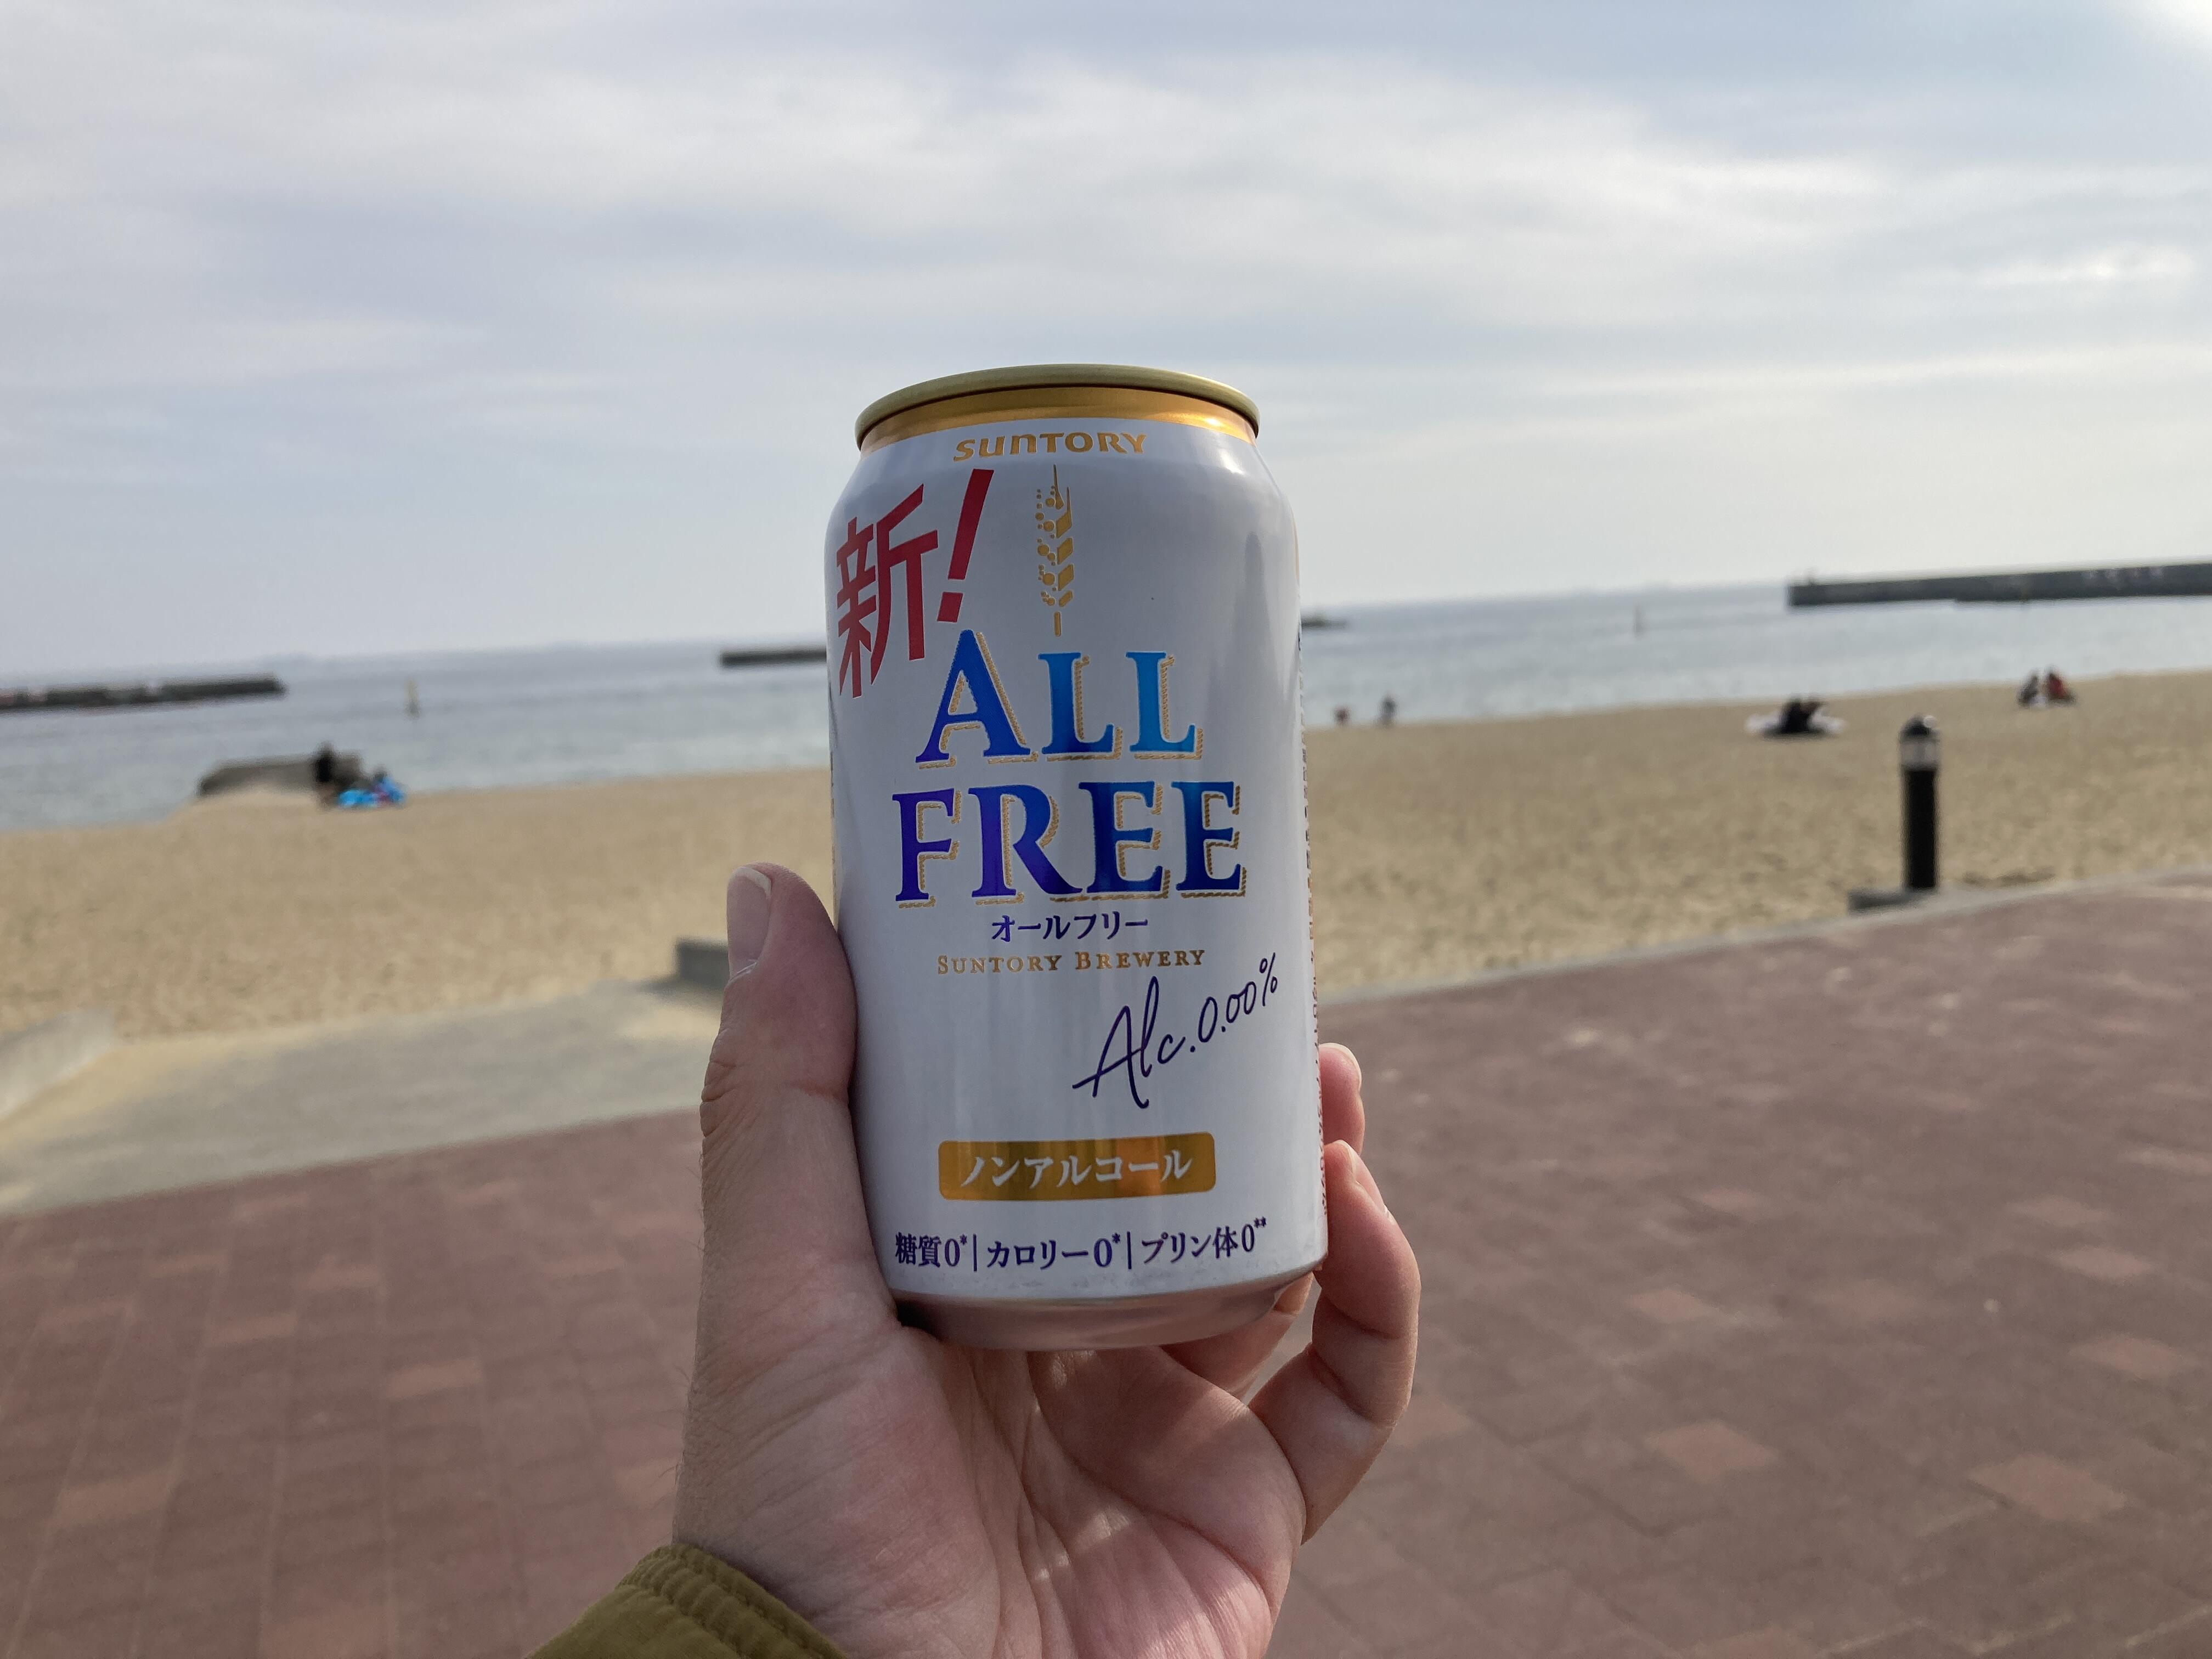 SUNTORY
新!
ALL
FREE
オールフリー
SUNTORY BREWERY
Alc.0.00%
ノンアルコール
糖質0*|カロリー0*|プリン体0**